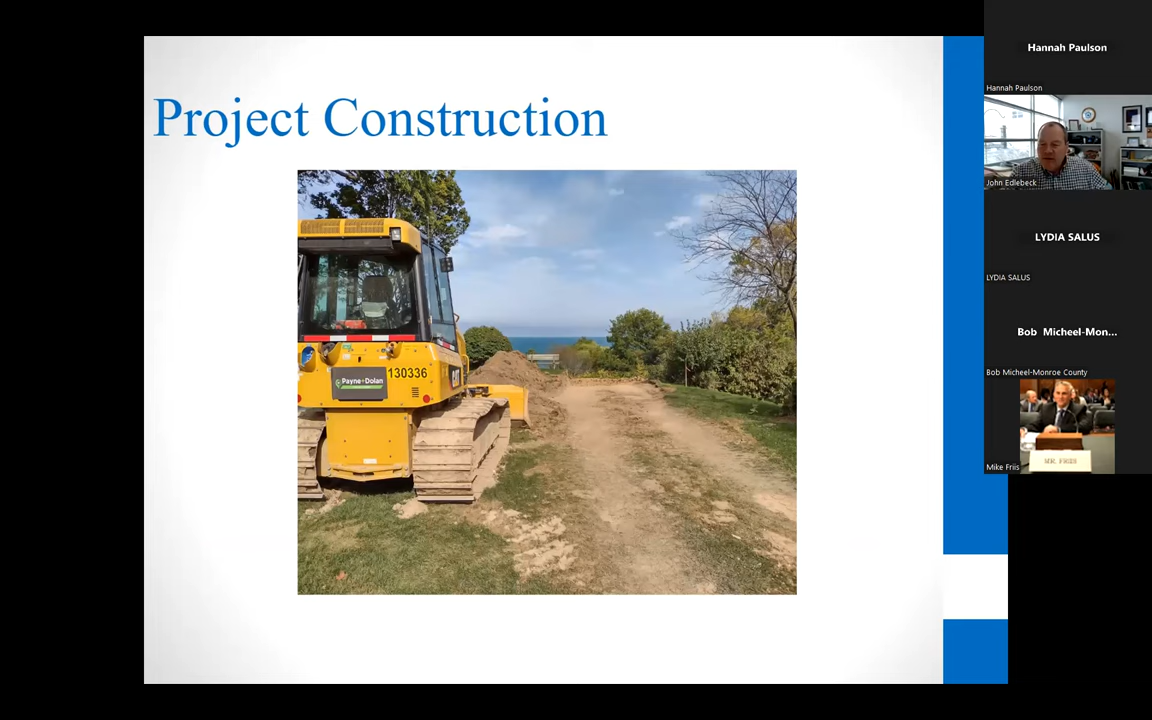 Project Construction
130336
CAT
Payne+Dolan
Hannah Paulson
Hannah Paulson
John Edlebeck
LYDIA SALUS
LYDIA SALUS
Bob Micheel-Mon...
Bob Micheel-Monroe County
MR. FRIIS
Mike Friis